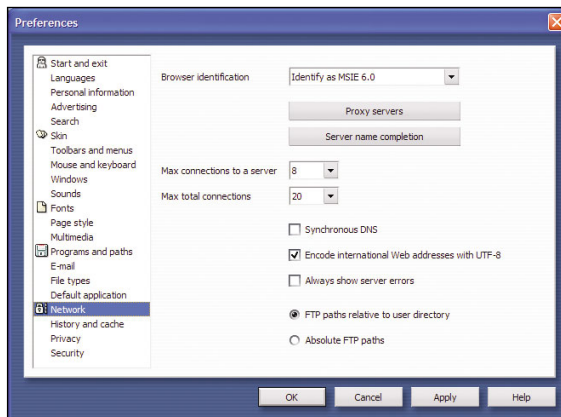 Preferences
Start and exit
Languages
Personal information
Advertising
Search
Skin
Toolbars and menus
Mouse and keyboard
Windows
Sounds
Fonts
Page style
Multimedia
Programs and paths
E-mail
File types
Default application
Network
History and cache
Privacy
Security
Browser identification
Identify as MSIE 6.0
Proxy servers
Server name completion
Max connections to a server
8
Max total connections
20
Synchronous DNS
Encode international Web addresses with UTF-8
Always show server errors
FTP paths relative to user directory
Absolute FTP paths
OK
Cancel
Apply
Help